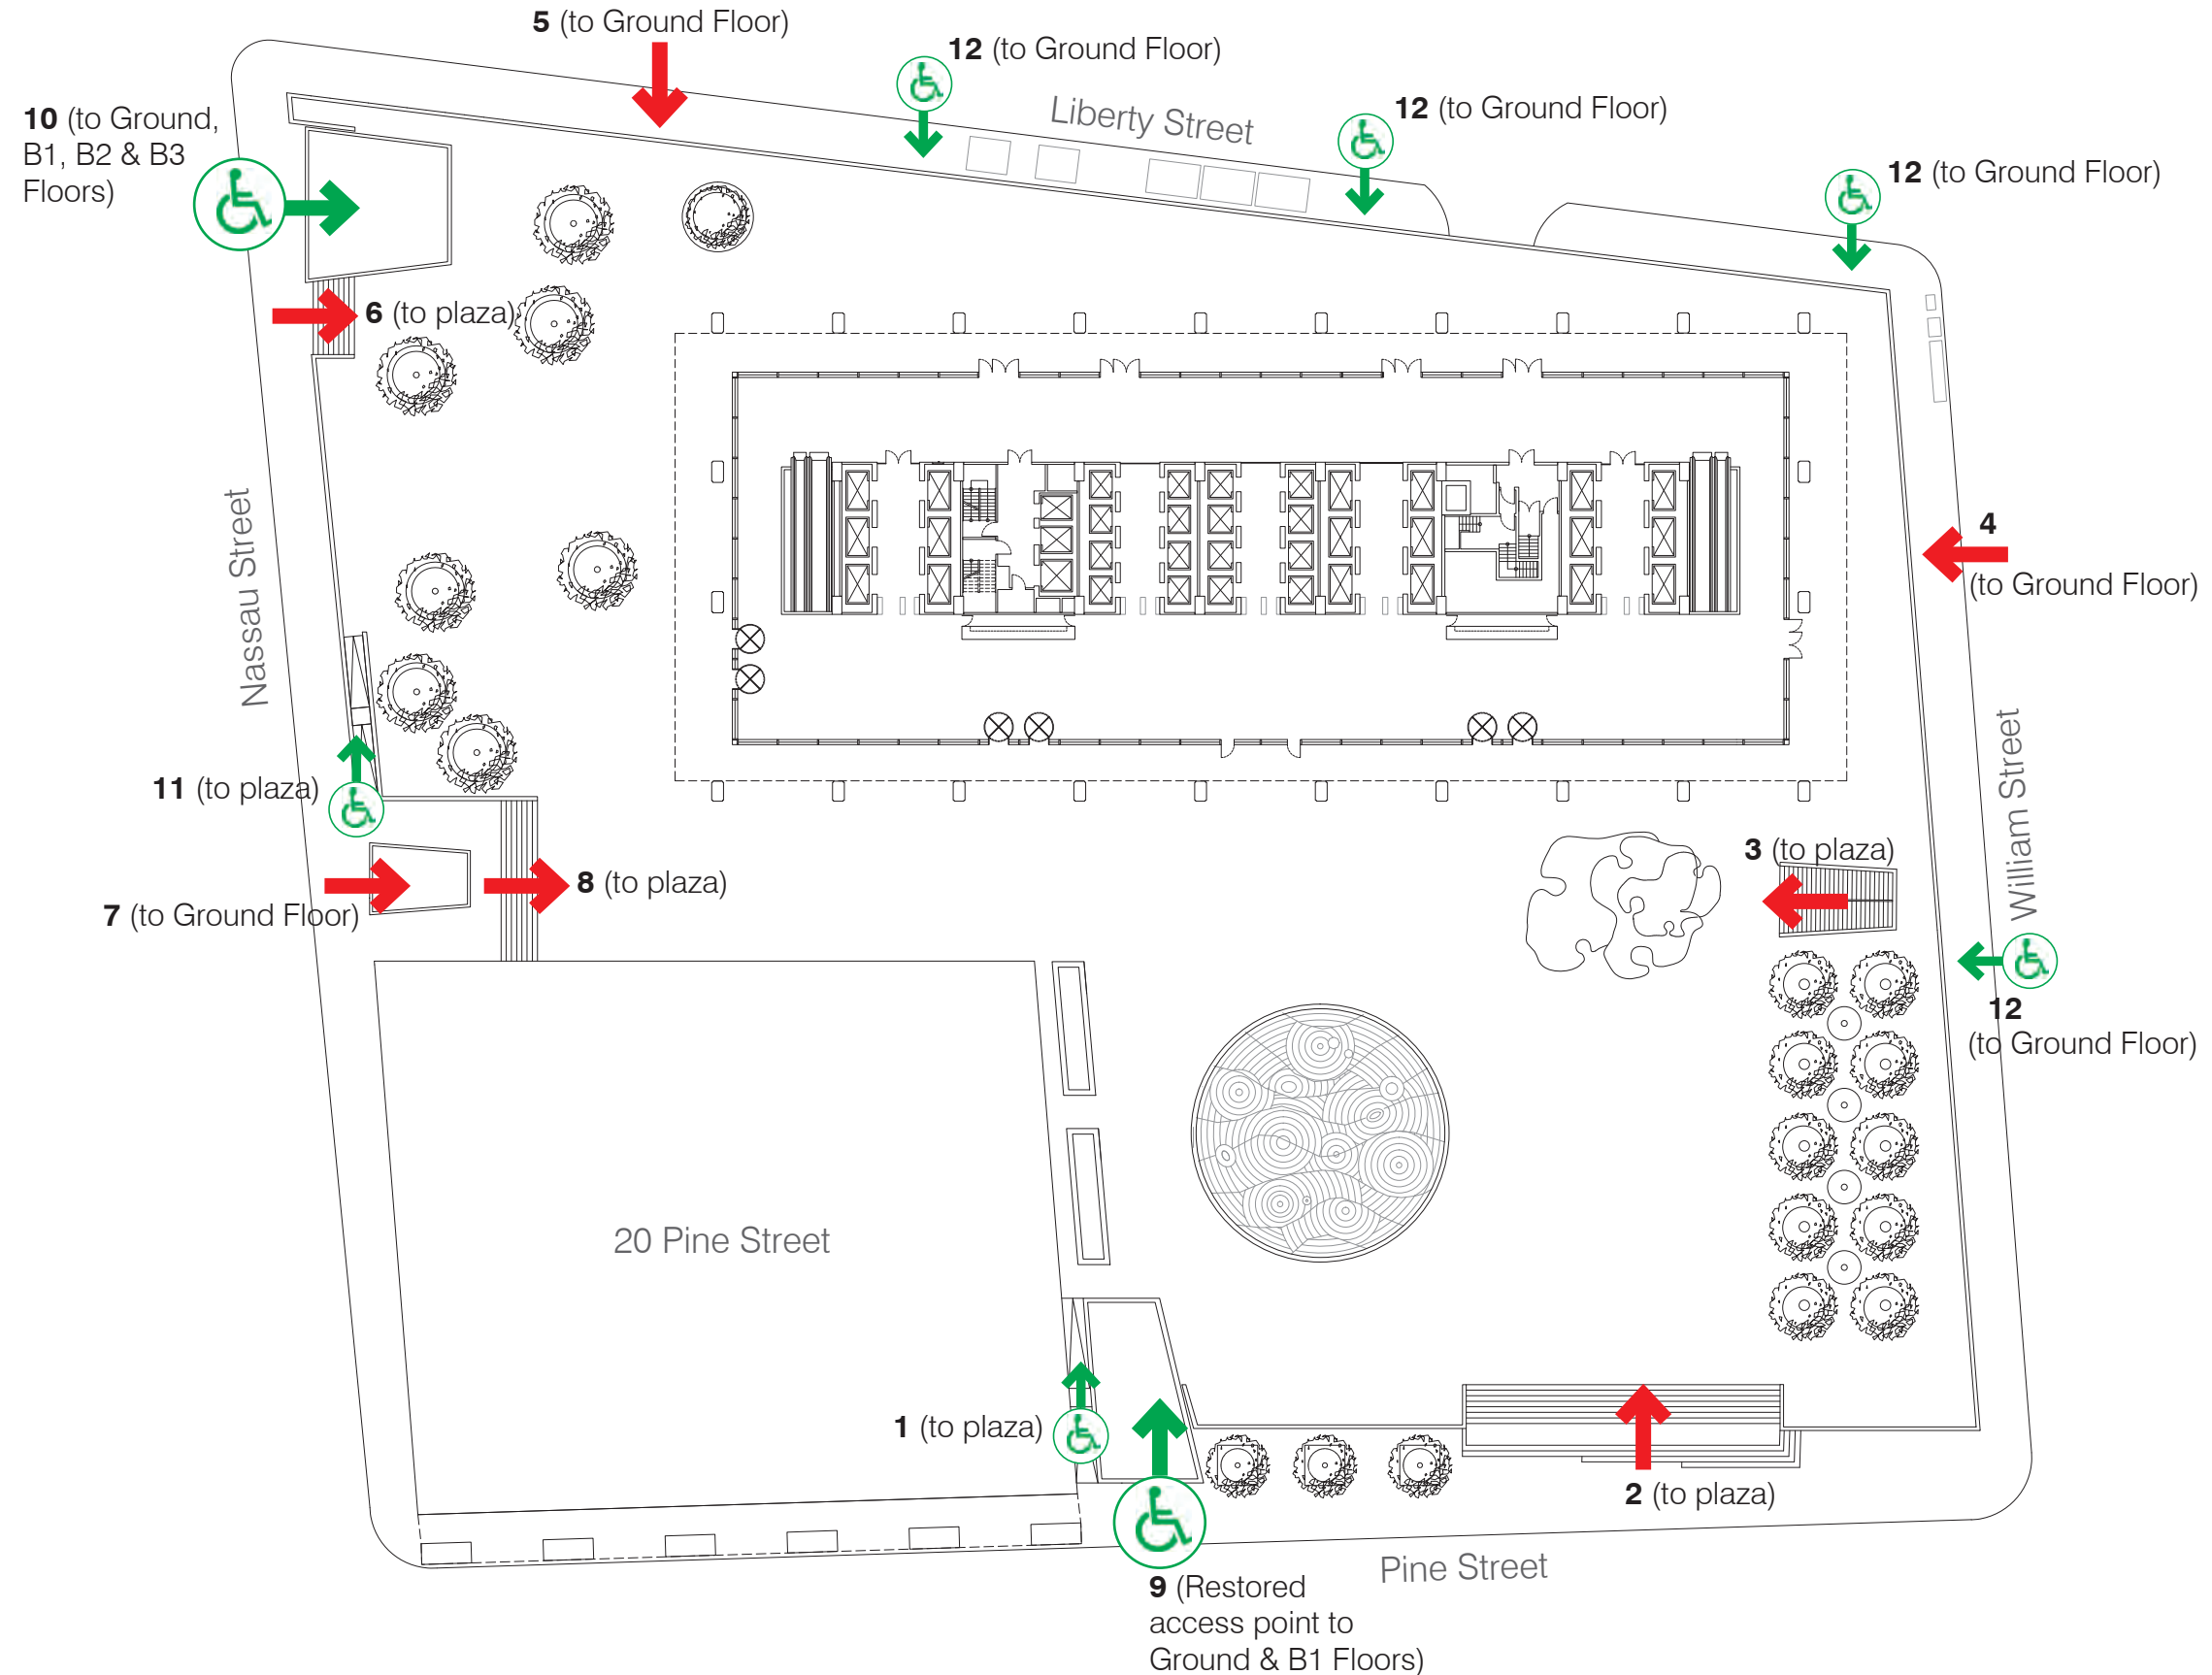 5 (to Ground Floor)
12 (to Ground Floor)
Liberty Street
12 (to Ground Floor)
10 (to Ground,
B1, B2 & B3
Floors)
12 (to Ground Floor)
6 (to plaza)
Nassau Street
4
(to Ground Floor)
William Street
11 (to plaza)
3 (to plaza)
8 (to plaza)
7 (to Ground Floor)
12
(to Ground Floor)
20 Pine Street
1 (to plaza)
2 (to plaza)
Pine Street
9 (Restored
access point to
Ground & B1 Floors)